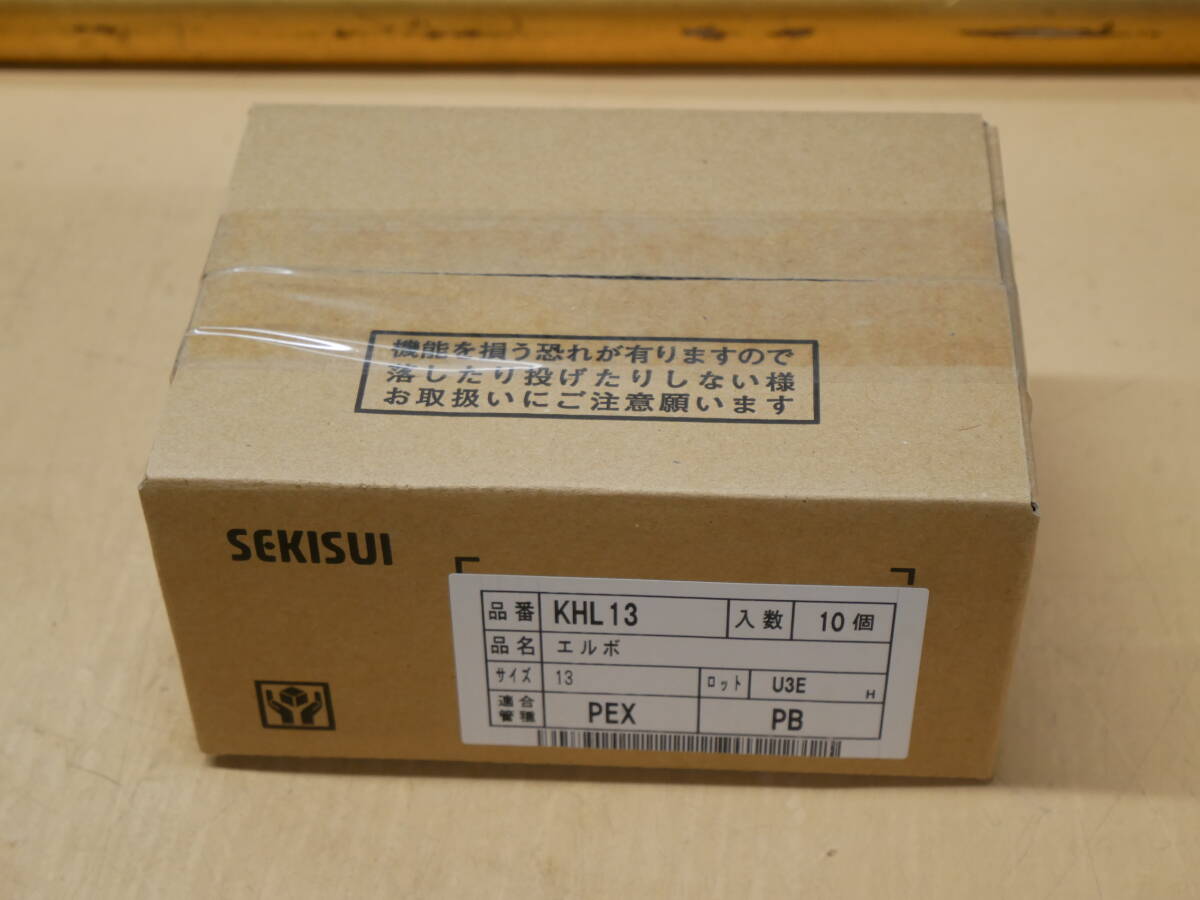 機能を損う恐れが有りますので
落したり投げたりしない様
お取扱いにご注意願います
SEKISUI
品番 KHL13 入数 10個
品名 エルボ
サイズ 13 ロット U3E H
適合管種 PEX PB